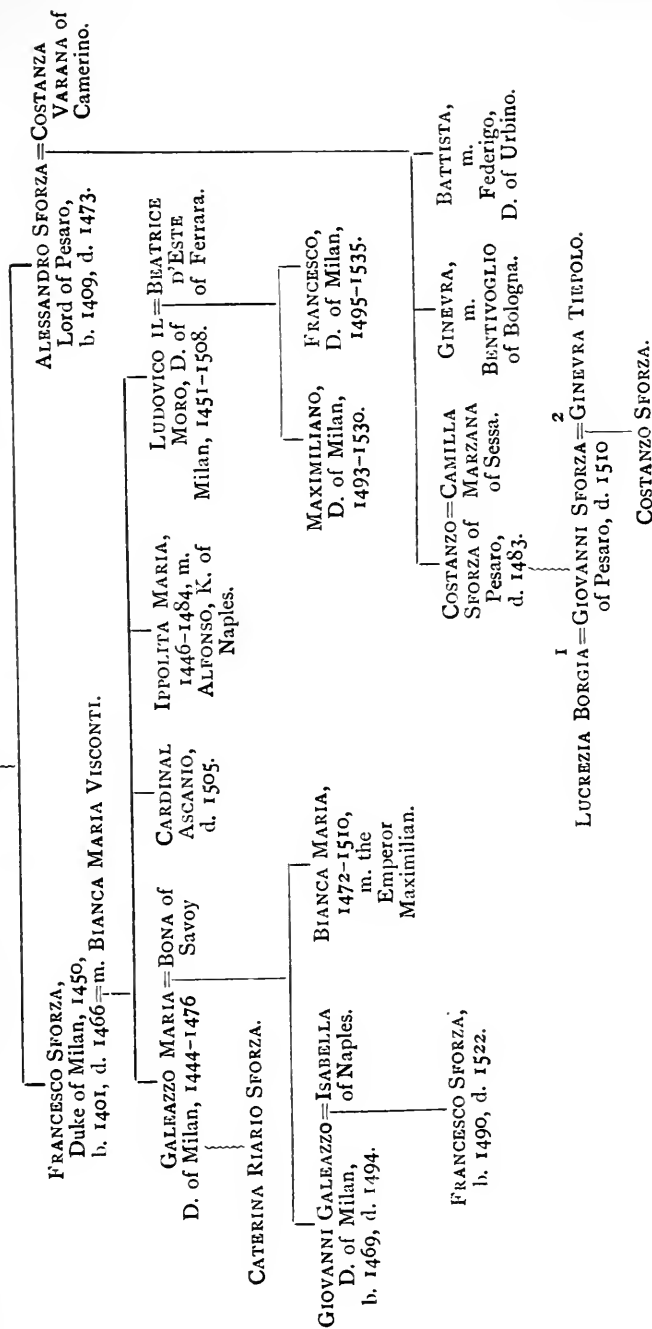 FRANCESCO SFORZA,
Duke of Milan, 1450,
b. 1401, d. 1466=m. BIANCA MARIA VISCONTI.
ALESSANDRO SFORZA=COSTANZA
Lord of Pesaro, VARANA of
b. 1409, d. 1473. Camerino.
GALEAZZO MARIA=BONA of
D. of Milan, 1444-1476 Savoy
CARDINAL
ASCANIO,
d. 1505.
IPPOLITA MARIA,
1446-1484, m.
ALFONSO, K. of
Naples.
LUDOVICO IL=BEATRICE
MORO, D. of D'ESTE
Milan, 1451-1508. of Ferrara.
CATERINA RIARIO SFORZA.
GIOVANNI GALEAZZO=ISABELLA
D. of Milan, of Naples.
b. 1469, d. 1494.
BIANCA MARIA,
1472-1510,
m. the
Emperor
Maximilian.
MAXIMILIANO,
D. of Milan,
1493-1530.
FRANCESCO,
D. of Milan,
1495-1535.
FRANCESCO SFORZA,
b. 1490, d. 1522.
COSTANZO=CAMILLA
SFORZA of MARZANA
Pesaro, of Sessa.
d. 1483.
GINEVRA,
m.
BENTIVOGLIO
of Bologna.
BATTISTA,
m.
Federigo,
D. of Urbino.
1 2
LUCREZIA BORGIA=GIOVANNI SFORZA=GINEVRA TIEPOLO.
of Pesaro, d. 1510
COSTANZO SFORZA.